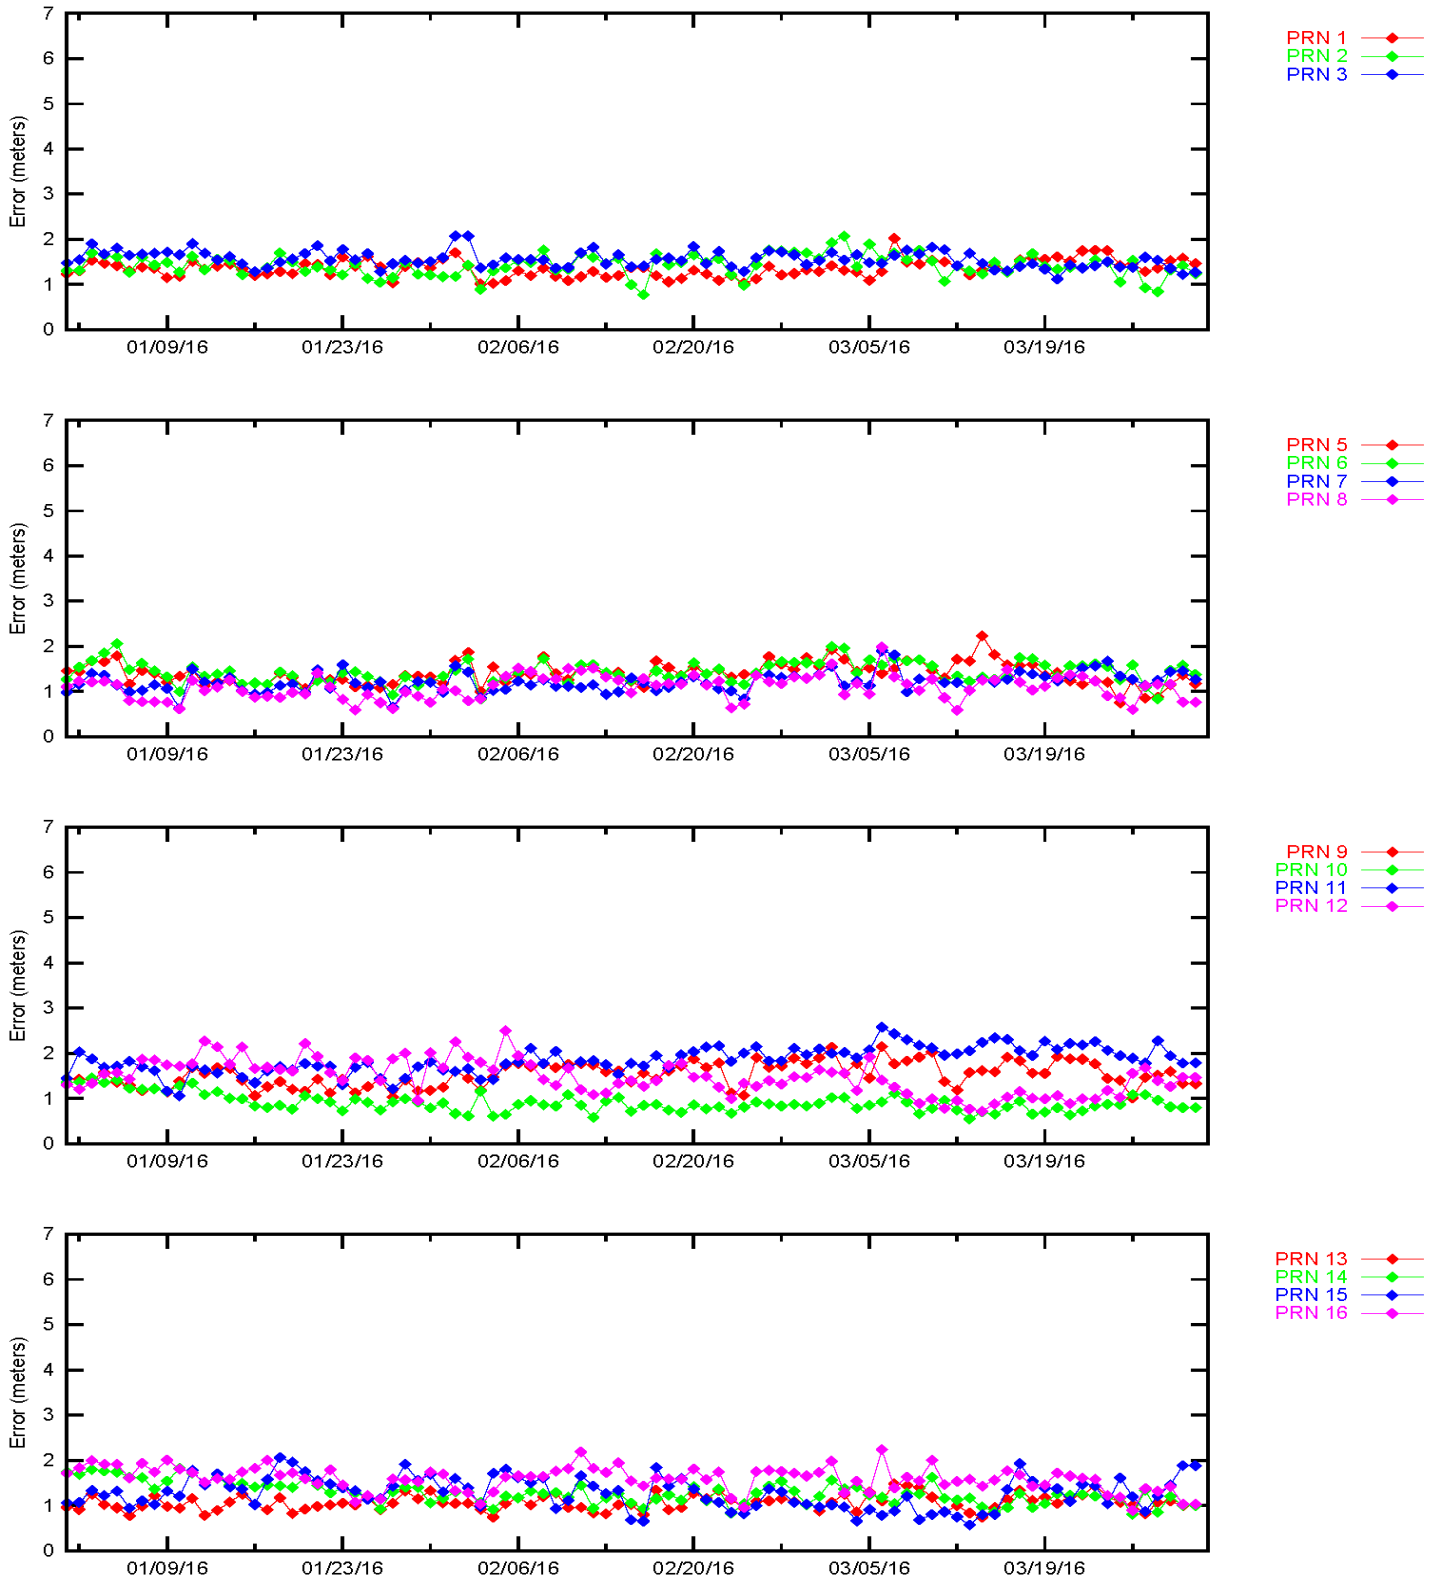 7
PRN 1
6
PRN 2
PRN 3
5
4
3
2
1
0
Error (meters)
01/09/16 01/23/16 02/06/16 02/20/16 03/05/16 03/19/16
7
PRN 5
6
PRN 6
PRN 7
PRN 8
5
4
3
2
1
0
Error (meters)
01/09/16 01/23/16 02/06/16 02/20/16 03/05/16 03/19/16
7
PRN 9
6
PRN 10
PRN 11
PRN 12
5
4
3
2
1
0
Error (meters)
01/09/16 01/23/16 02/06/16 02/20/16 03/05/16 03/19/16
7
PRN 13
6
PRN 14
PRN 15
PRN 16
5
4
3
2
1
0
Error (meters)
01/09/16 01/23/16 02/06/16 02/20/16 03/05/16 03/19/16